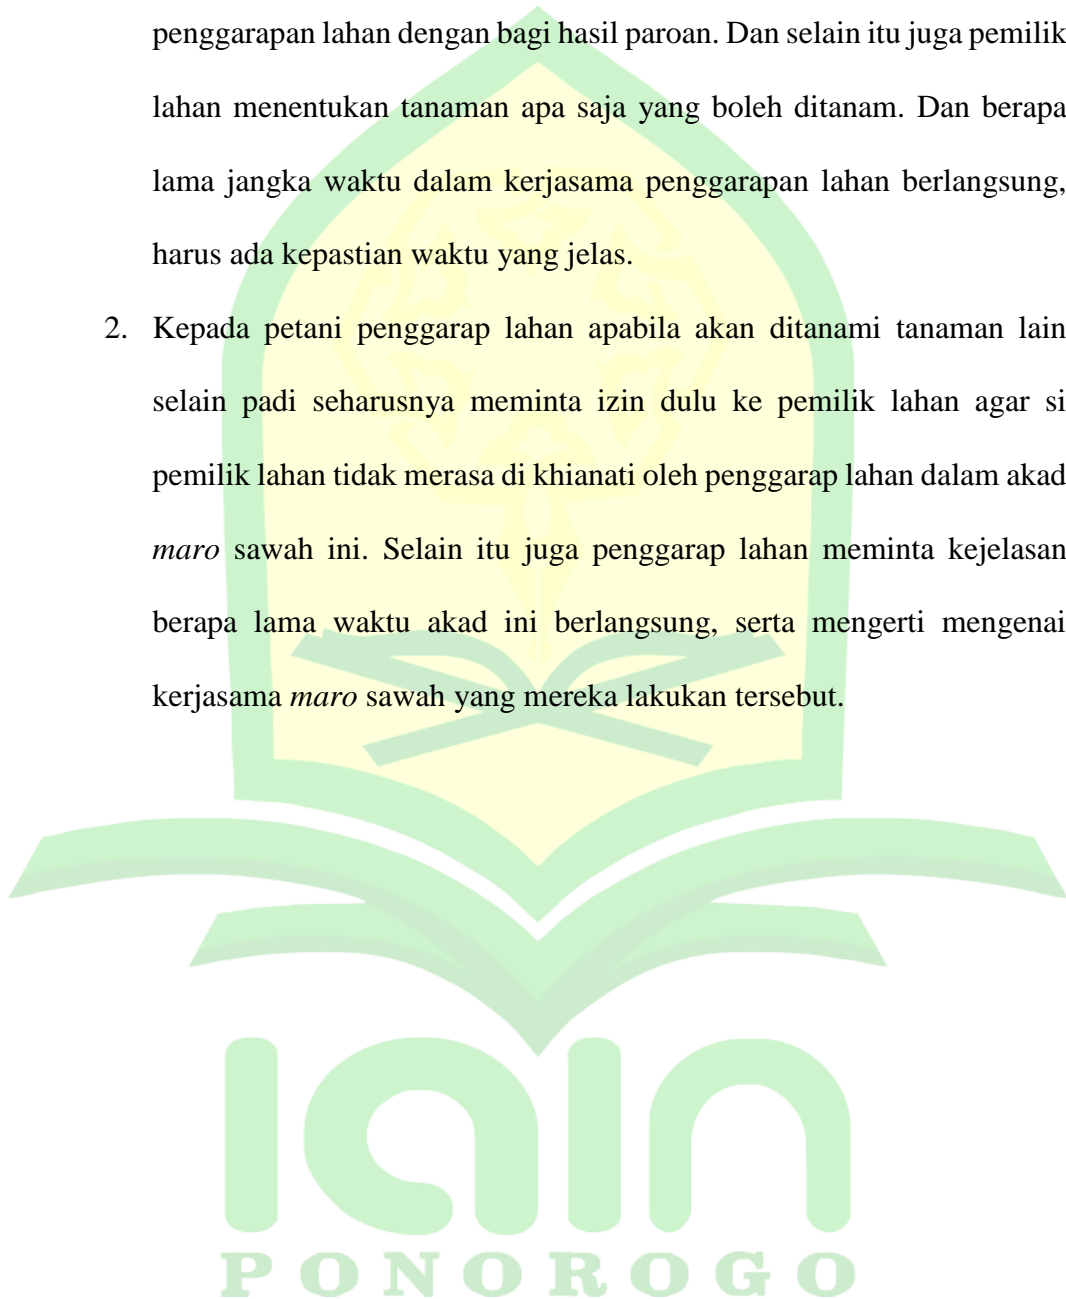 penggarapan lahan dengan bagi hasil paroan. Dan selain itu juga pemilik
lahan menentukan tanaman apa saja yang boleh ditanam. Dan berapa
lama jangka waktu dalam kerjasama penggarapan lahan berlangsung,
harus ada kepastian waktu yang jelas.
2. Kepada petani penggarap lahan apabila akan ditanami tanaman lain
selain padi seharusnya meminta izin dulu ke pemilik lahan agar si
pemilik lahan tidak merasa di khianati oleh penggarap lahan dalam akad
maro sawah ini. Selain itu juga penggarap lahan meminta kejelasan
berapa lama waktu akad ini berlangsung, serta mengerti mengenai
kerjasama maro sawah yang mereka lakukan tersebut.
iain
PONOROGO